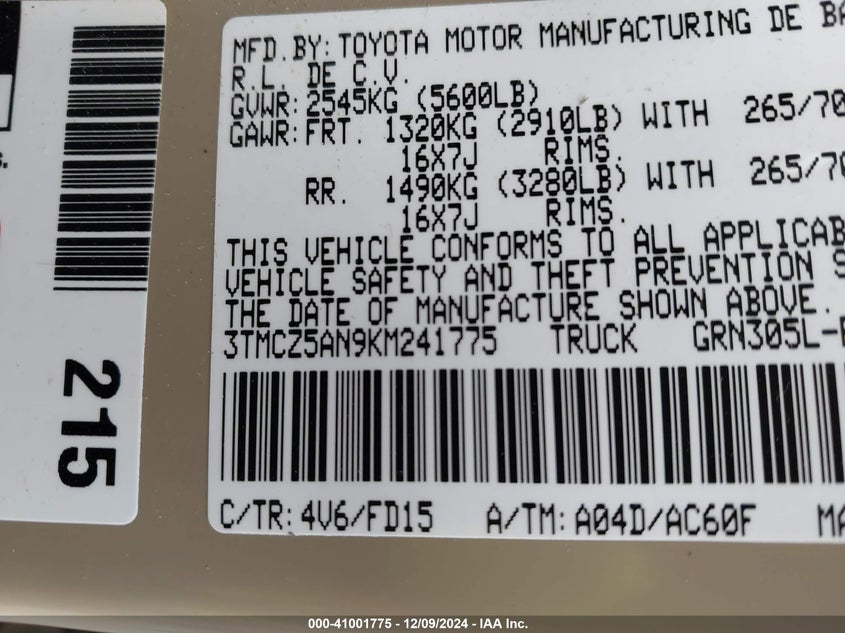 MFD.BY: TOYOTA MOTOR MANUFACTURING DE
R.L. DE C.V.
GVWR: 2545KG (5600LB)
GAWR: FRT. 1320KG (2910LB) WITH 265/70
16X7J RIMS.
RR. 1490KG (3280LB) WITH 265/70
16X7J RIMS.
THIS VEHICLE CONFORMS TO ALL
VEHICLE SAFETY AND THEFT PREVENTION
THE DATE OF MANUFACTURE SHOWN ABOVE.
3TMCZ5AN9KM241775 TRUCK GRN305L-
C/TR: 4V6/FD15 A/TM: A04D/AC60F
215
000-41001775 - 12/09/2024 - IAA Inc.